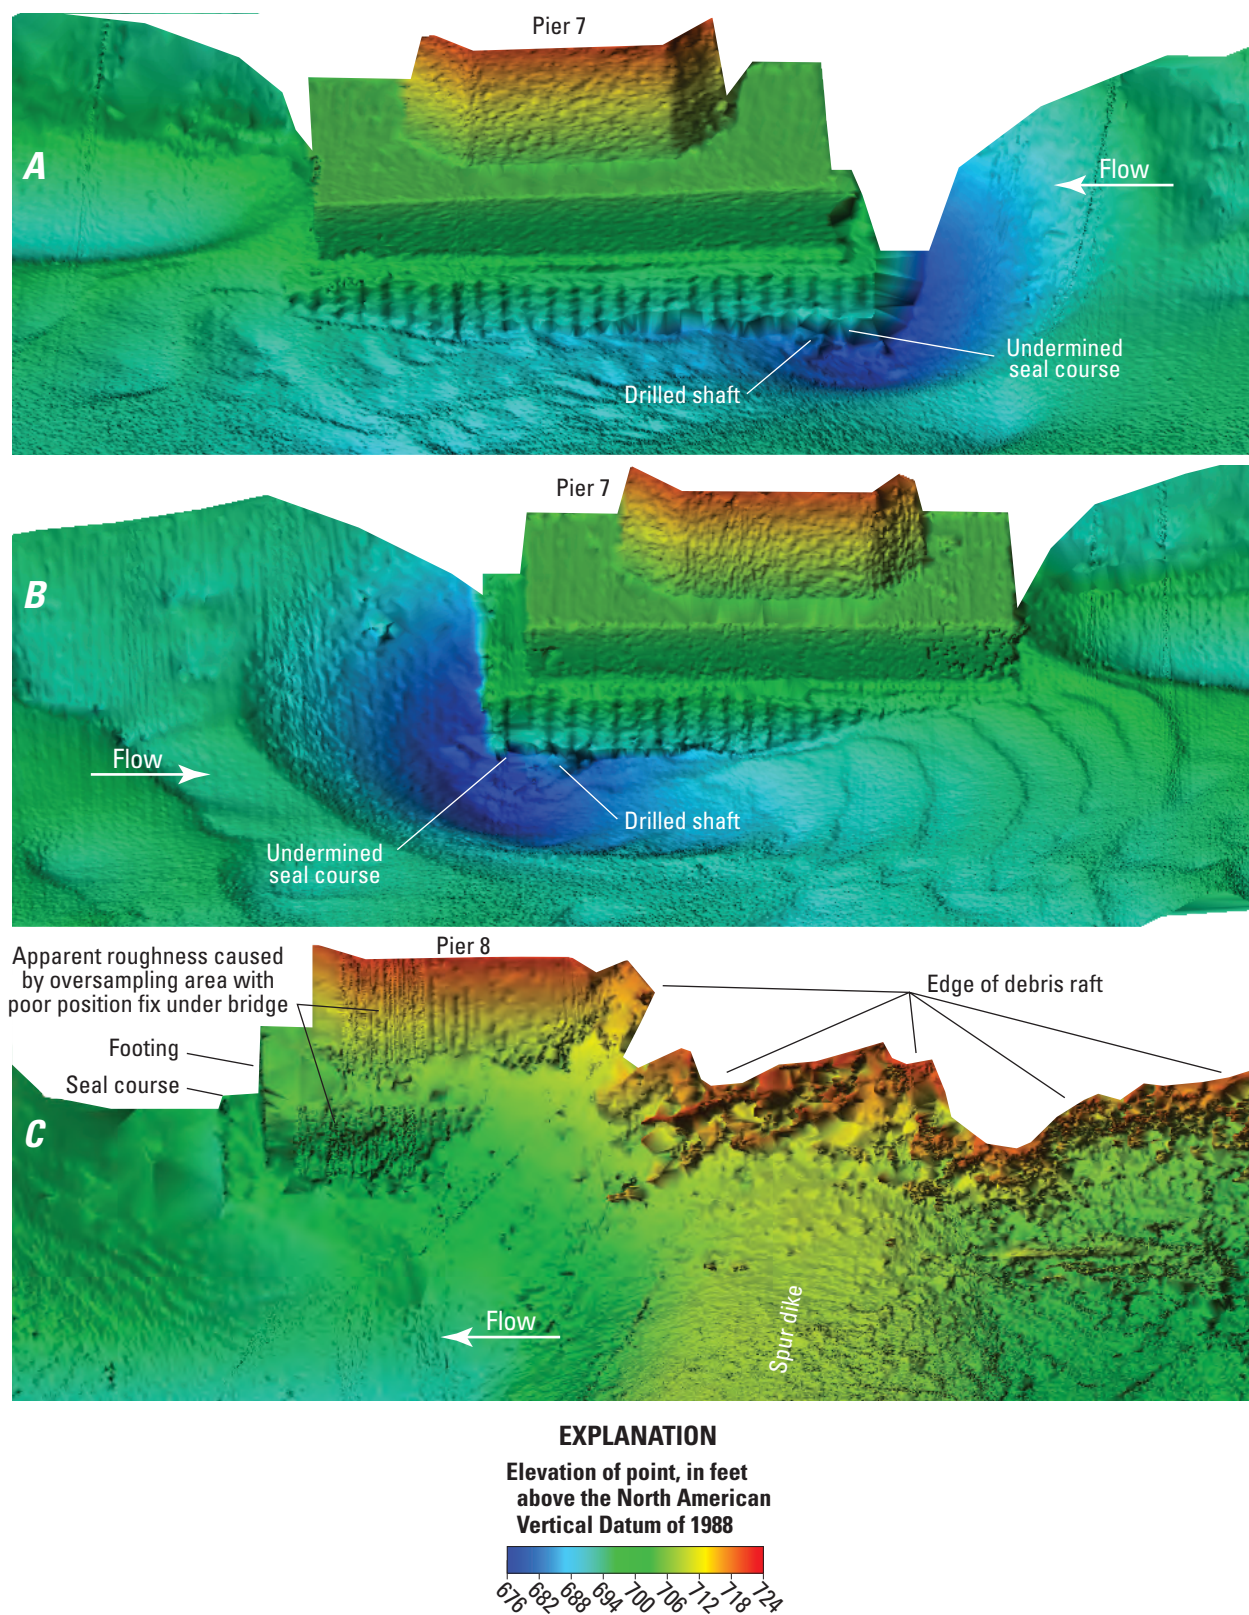 Pier 7
A
Flow
Undermined
seal course
Drilled shaft
Pier 7
B
Flow
Drilled shaft
Undermined
seal course
Apparent roughness caused
by oversampling area with
poor position fix under bridge
Pier 8
Edge of debris raft
Footing
Seal course
C
Flow
Spur dike
EXPLANATION
Elevation of point, in feet
above the North American
Vertical Datum of 1988
676 682 688 694 700 706 712 718 724